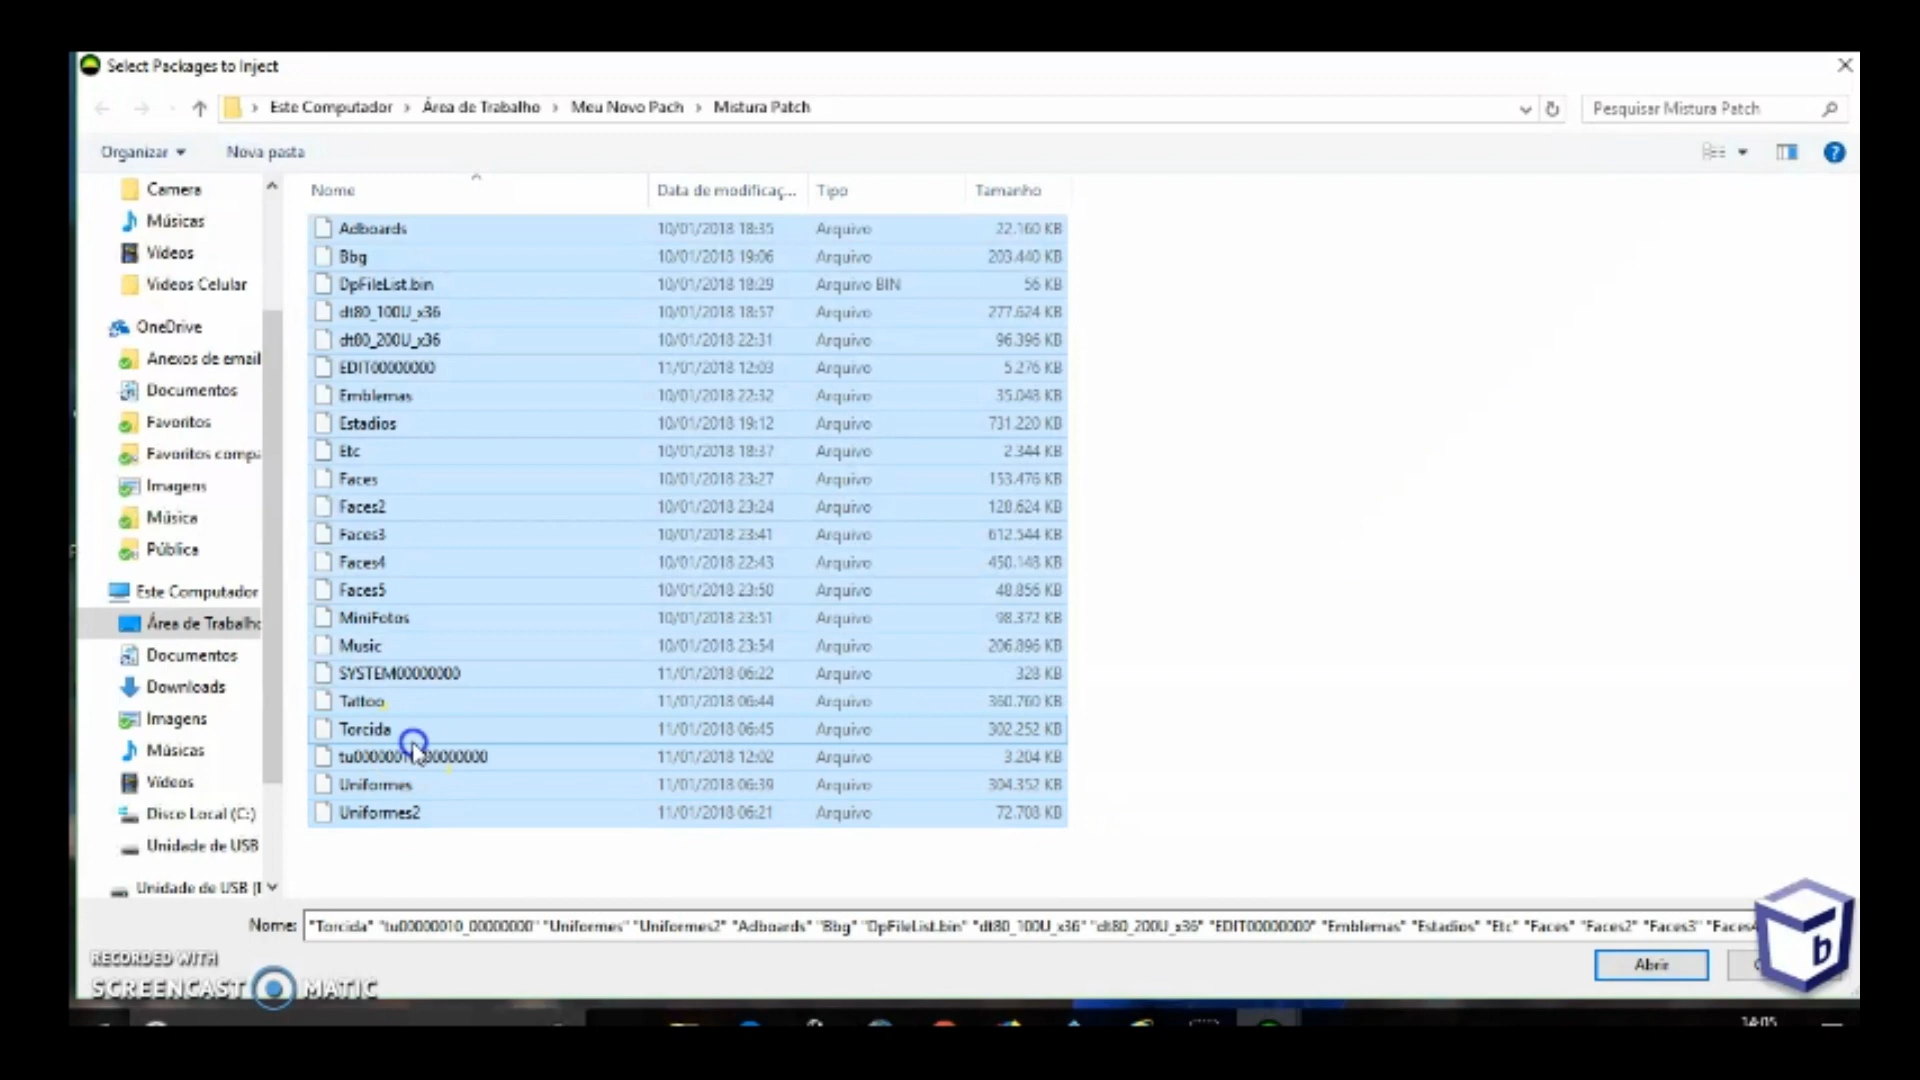 Select Packages to Inject
Este Computador > Área de Trabalho > Meu Novo Pach > Mistura Patch
Pesquisar Mistura Patch
Organizar
Nova pasta
Nome Data de modificaç... Tipo Tamanho
Camera
Músicas
Vídeos
Videos Celular
OneDrive
Anexos de email
Documentos
Favoritos
Favoritos compa
Imagens
Música
Pública
Este Computador
Área de Trabalho
Documentos
Downloads
Imagens
Músicas
Vídeos
Disco Local (C:)
Unidade de USB
Unidade de USB (I
Adboards 10/01/2018 18:35 Arquivo 22.160 KB
Bbg 10/01/2018 19:06 Arquivo 203.440 KB
DpFileList.bin 10/01/2018 18:29 Arquivo BIN 56 KB
dt80_100U_x36 10/01/2018 18:57 Arquivo 277.624 KB
dt80_200U_x36 10/01/2018 22:31 Arquivo 96.396 KB
EDIT00000000 11/01/2018 12:03 Arquivo 5.276 KB
Emblemas 10/01/2018 22:32 Arquivo 35.048 KB
Estadios 10/01/2018 19:12 Arquivo 731.220 KB
Etc 10/01/2018 18:37 Arquivo 2.344 KB
Faces 10/01/2018 23:27 Arquivo 153.476 KB
Faces2 10/01/2018 23:24 Arquivo 128.624 KB
Faces3 10/01/2018 23:41 Arquivo 612.544 KB
Faces4 10/01/2018 22:43 Arquivo 450.148 KB
Faces5 10/01/2018 23:50 Arquivo 48.856 KB
MiniFotos 10/01/2018 23:51 Arquivo 98.372 KB
Music 10/01/2018 23:54 Arquivo 206.896 KB
SYSTEM00000000 11/01/2018 06:22 Arquivo 328 KB
Tattoo 11/01/2018 06:44 Arquivo 360.760 KB
Torcida 11/01/2018 06:45 Arquivo 302.252 KB
11/01/2018 12:02 Arquivo 3.204 KB
Uniformes 11/01/2018 06:39 Arquivo 304.352 KB
Uniformes2 11/01/2018 06:21 Arquivo 72.708 KB
Nome: "Torcida" "tu00000010_00000000" "Uniformes" "Uniformes2" "Adboards" "Bbg" "DpFileList.bin" "dt80_100U_x36" "dt80_200U_x36" "EDIT00000000" "Emblemas" "Estadios" "Etc" "Faces" "Faces2" "Faces3" "Faces4
Abrir
RECORDED WITH
SCREENCAST MATIC
b
14:05